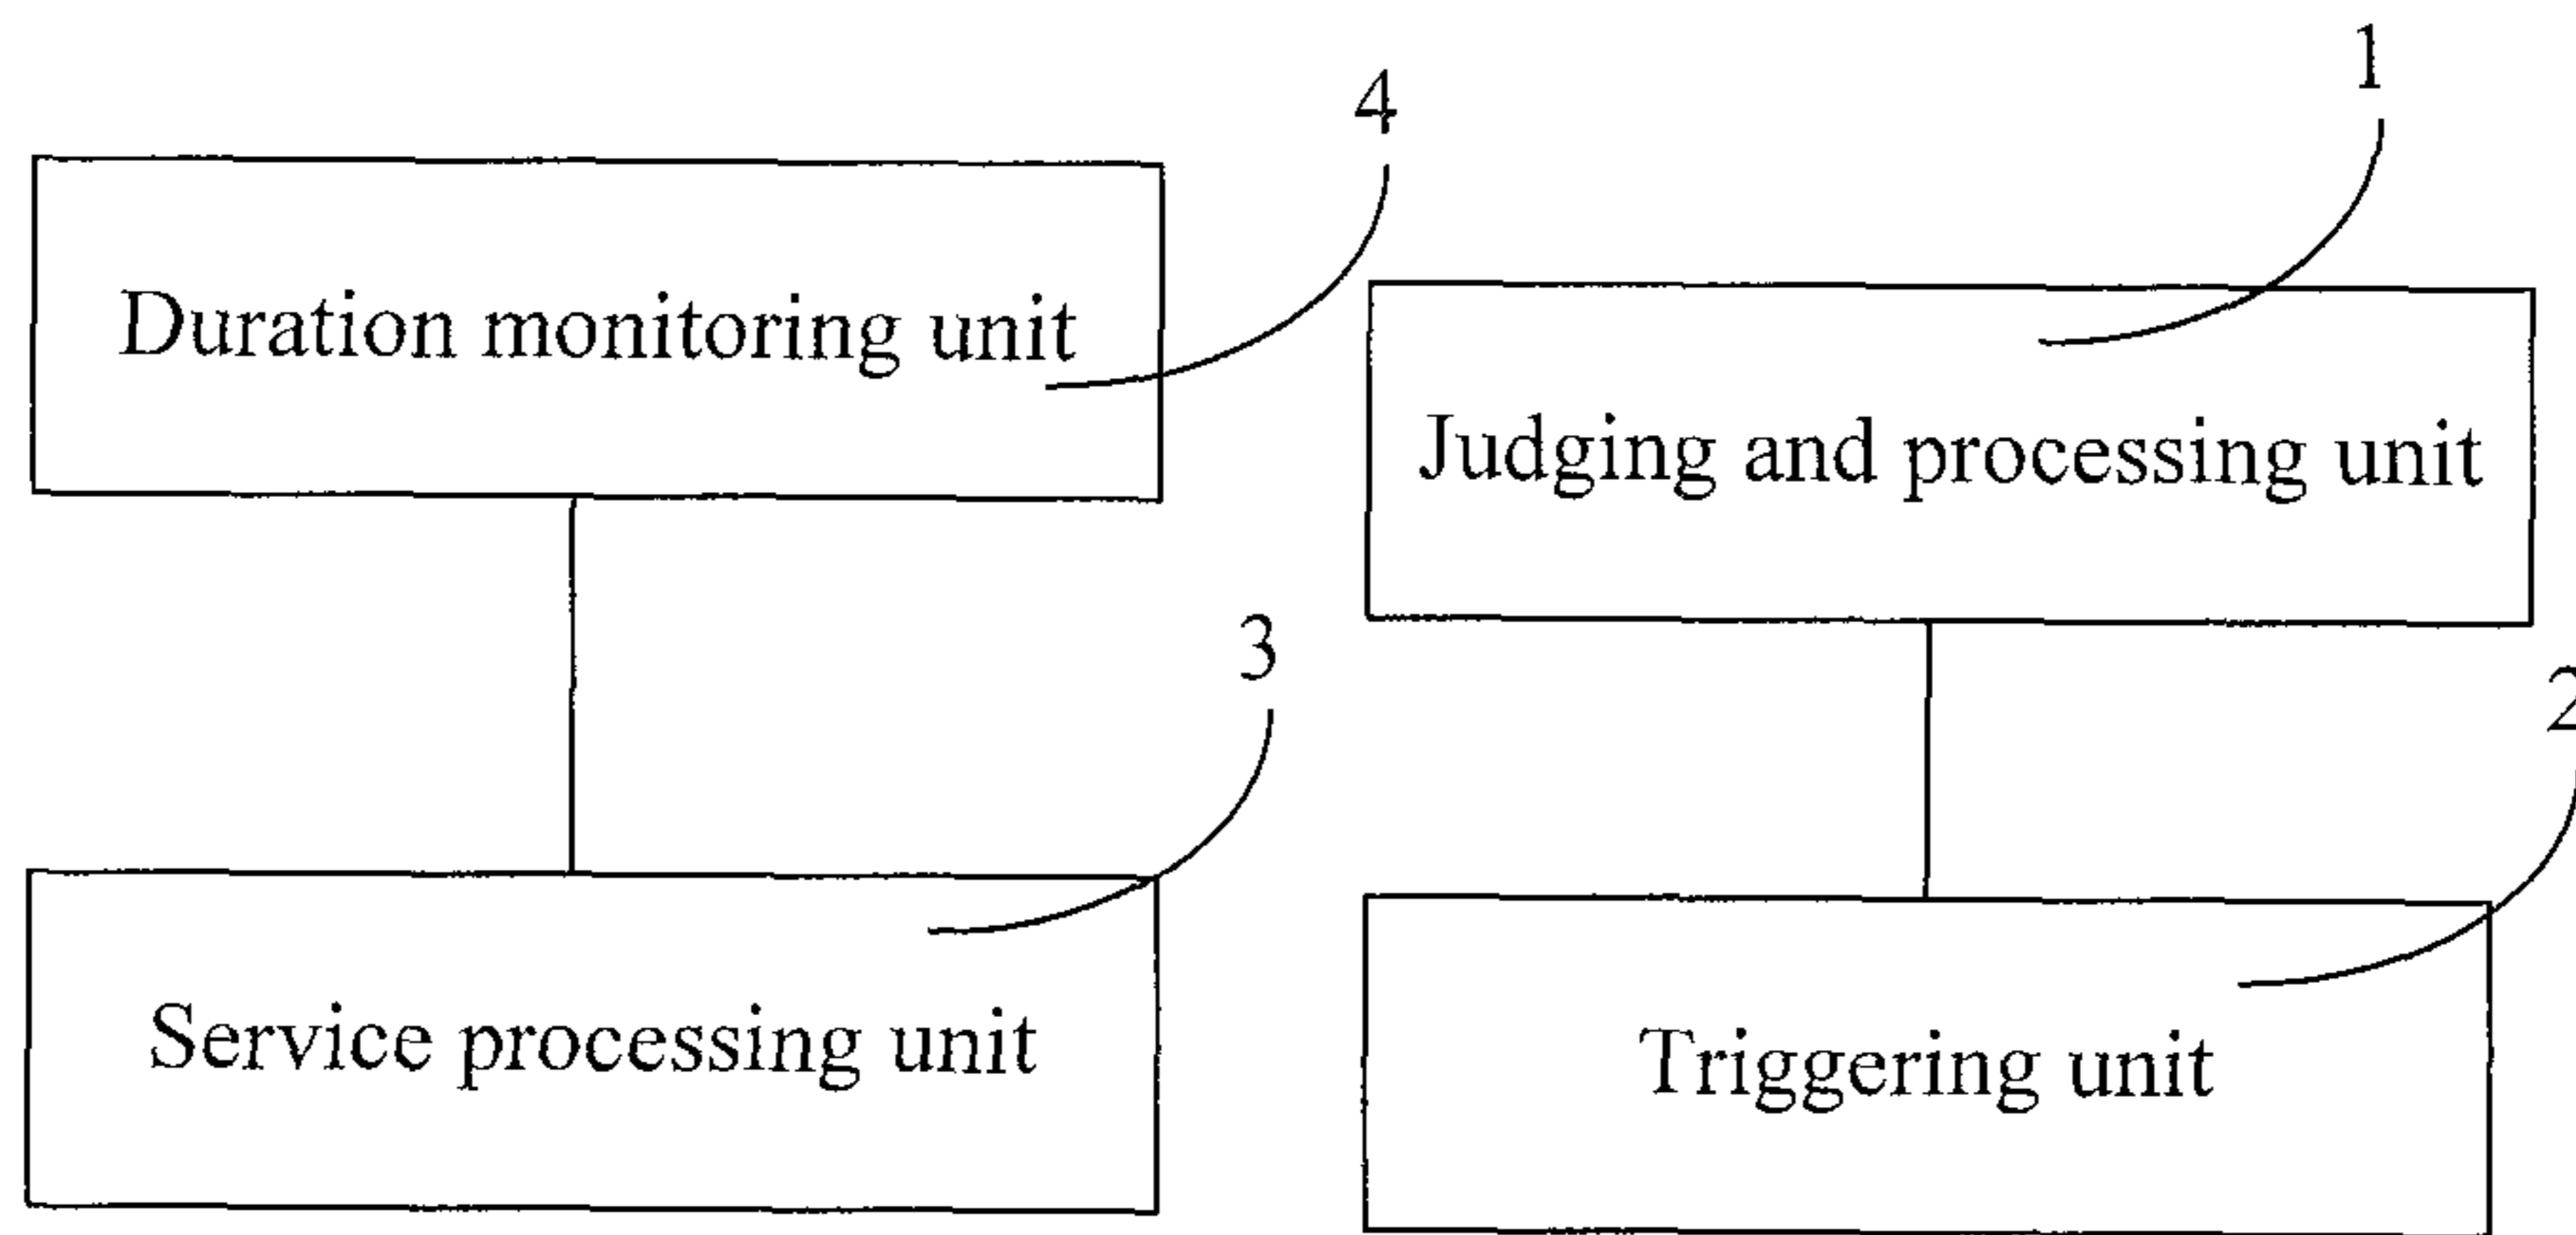 1
4
Duration monitoring unit
Judging and processing unit
3
2
Service processing unit
Triggering unit